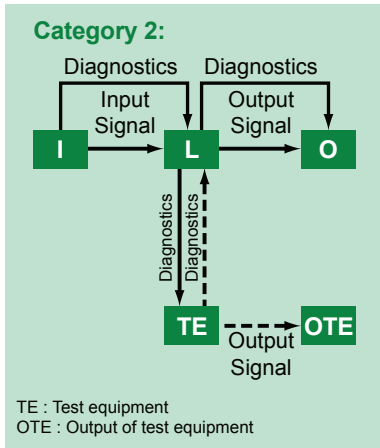 Category 2:
Diagnostics Diagnostics
Input Output
Signal Signal
I L O
Diagnostics
Diagnostics
TE OTE
Output
Signal
TE : Test equipment
OTE : Output of test equipment